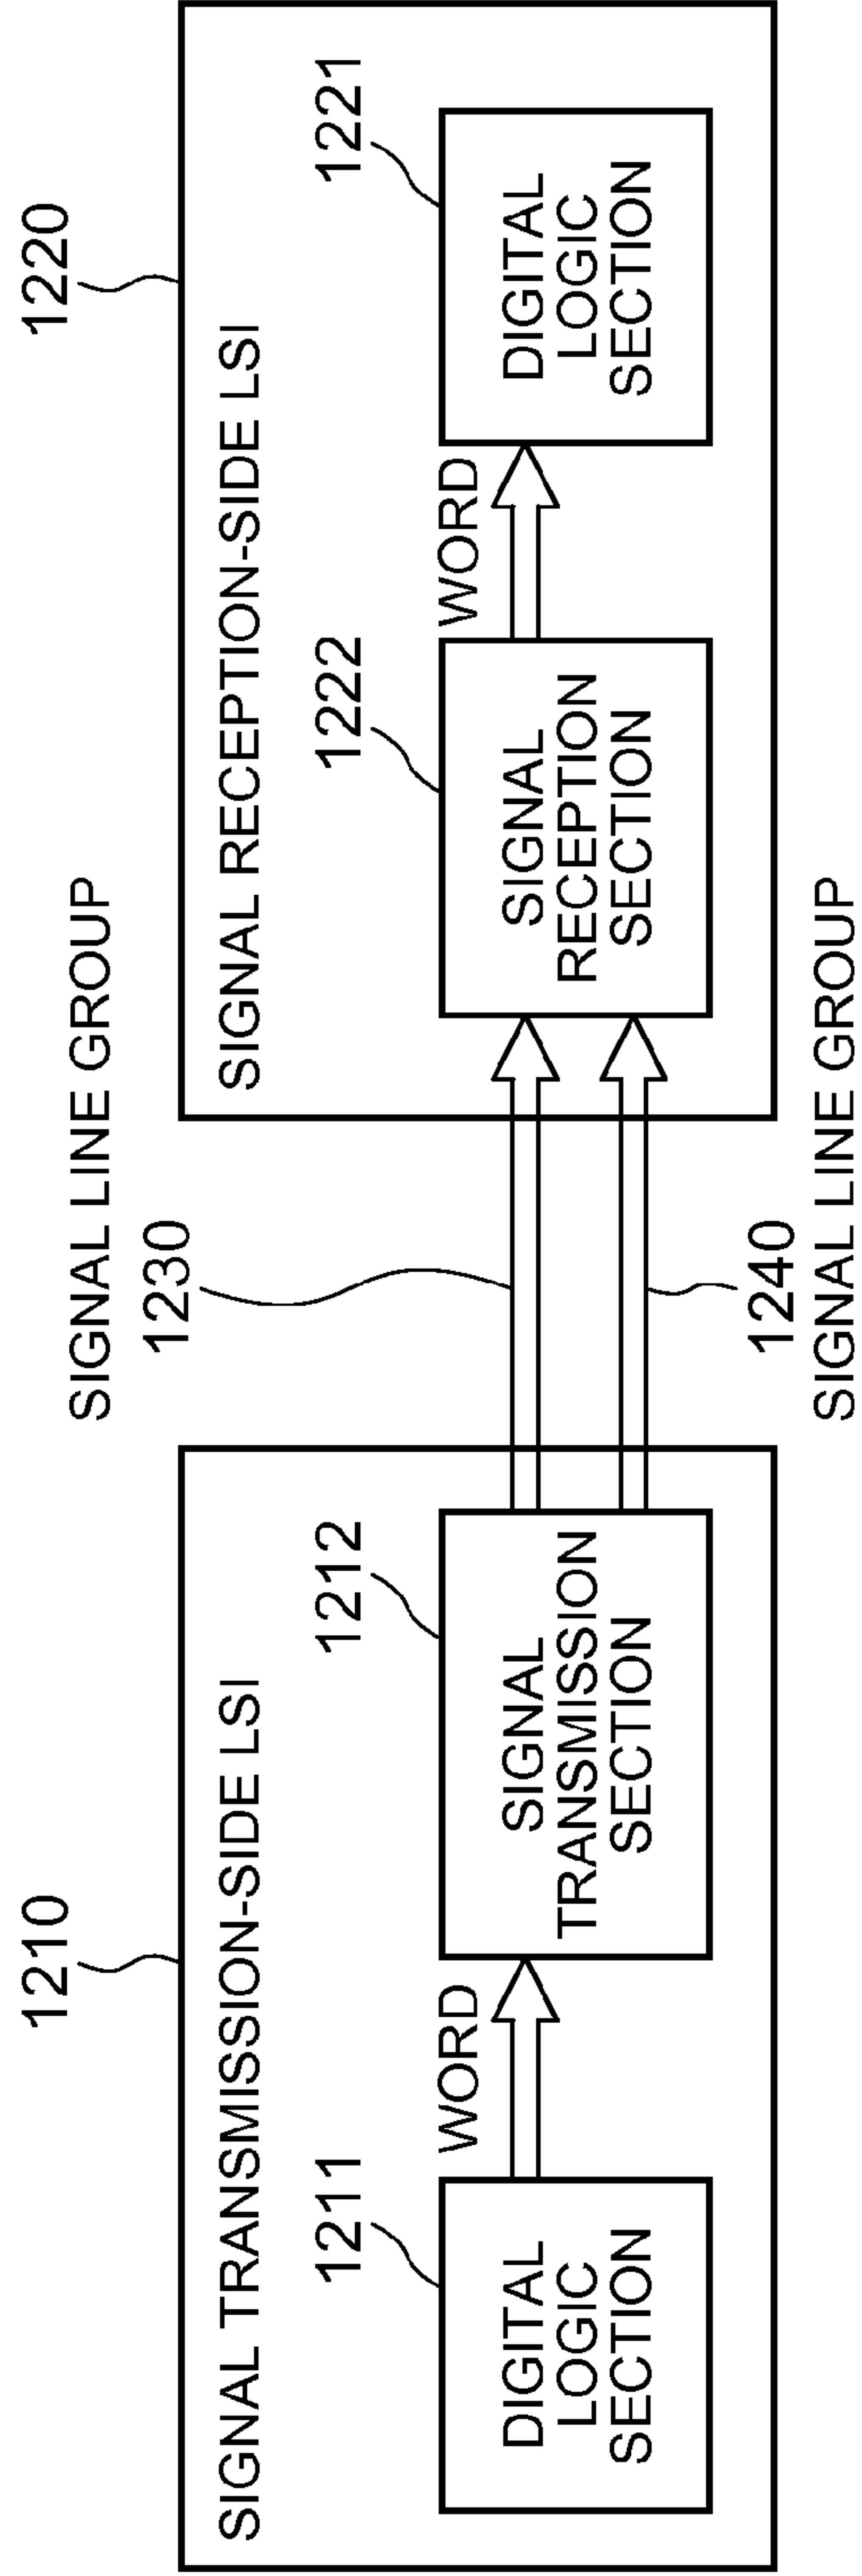 1210
SIGNAL TRANSMISSION-SIDE LSI
1211
DIGITAL
LOGIC
SECTION
WORD
1212
SIGNAL
TRANSMISSION
SECTION
SIGNAL LINE GROUP
1230
1240
SIGNAL LINE GROUP
1220
SIGNAL RECEPTION-SIDE LSI
1222
SIGNAL
RECEPTION
SECTION
WORD
1221
DIGITAL
LOGIC
SECTION